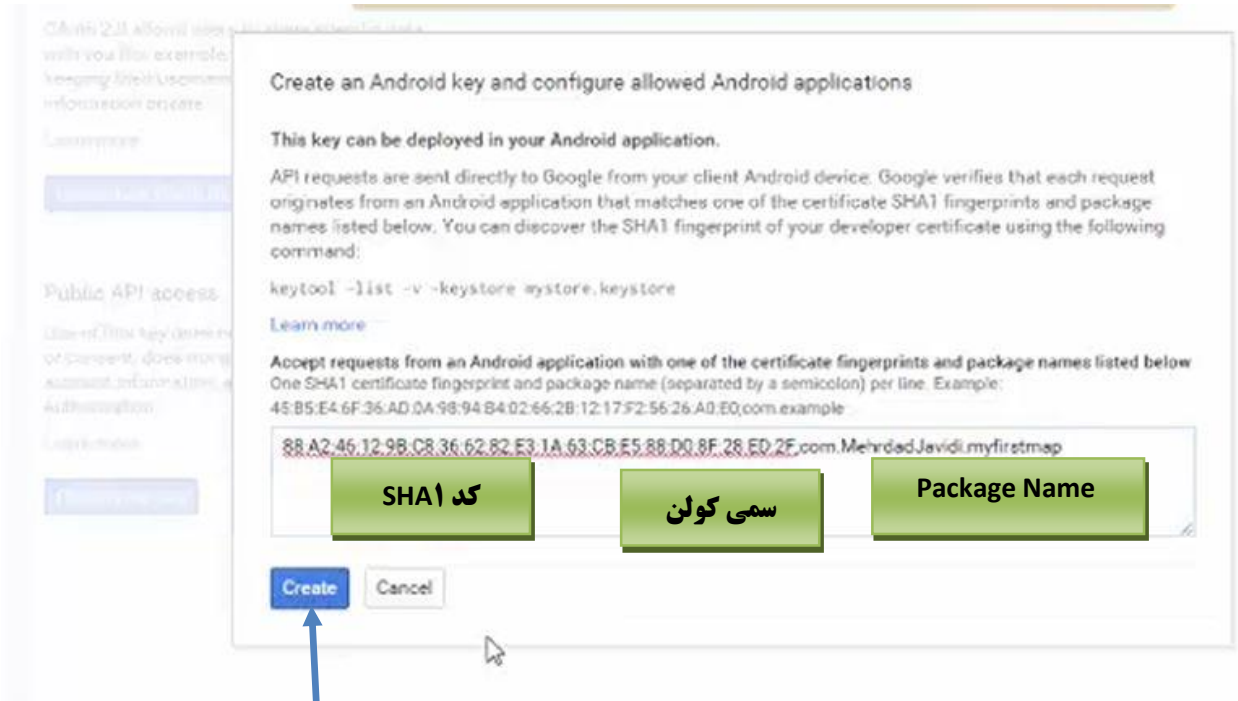 Create an Android key and configure allowed Android applications
This key can be deployed in your Android application.
API requests are sent directly to Google from your client Android device. Google verifies that each request
originates from an Android application that matches one of the certificate SHA1 fingerprints and package
names listed below. You can discover the SHA1 fingerprint of your developer certificate using the following
command:
keytool -list -v -keystore mystore.keystore
Learn more
Accept requests from an Android application with one of the certificate fingerprints and package names listed below
One SHA1 certificate fingerprint and package name (separated by a semicolon) per line. Example:
45:B5:E4:6F:36:AD:0A:98:94:B4:02:66:2B:12:17:F2:56:26:A0:E0;com.example
88:A2:46:12:9B:C8:36:62:82:E3:1A:63:CB:E5:88:D0:8F:28:ED:2F;com.MehrdadJavidi.myfirstmap
کد SHA۱
سمی کولن
Package Name
Create Cancel
Public API access
Learn more